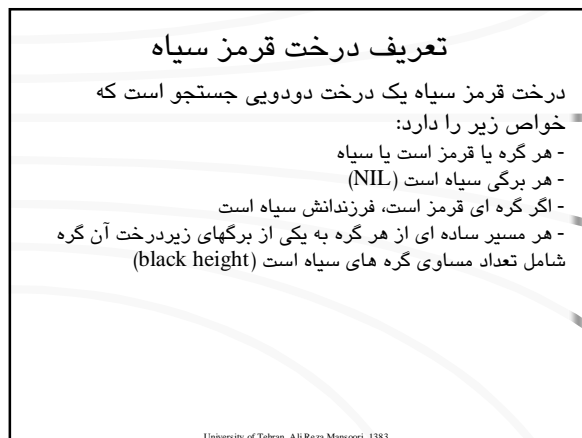 تعریف درخت قرمز سیاه
درخت قرمز سیاه یک درخت دودویی جستجو است که
خواص زیر را دارد:
- هر گره یا قرمز است یا سیاه
- هر برگی سیاه است (NIL)
- اگر گره ای قرمز است، فرزندانش سیاه است
- هر مسیر ساده ای از هر گره به یکی از برگهای زیردرخت آن گره
شامل تعداد مساوی گره های سیاه است (black height)
University of Tehran, Ali Reza Mansoori, 1383